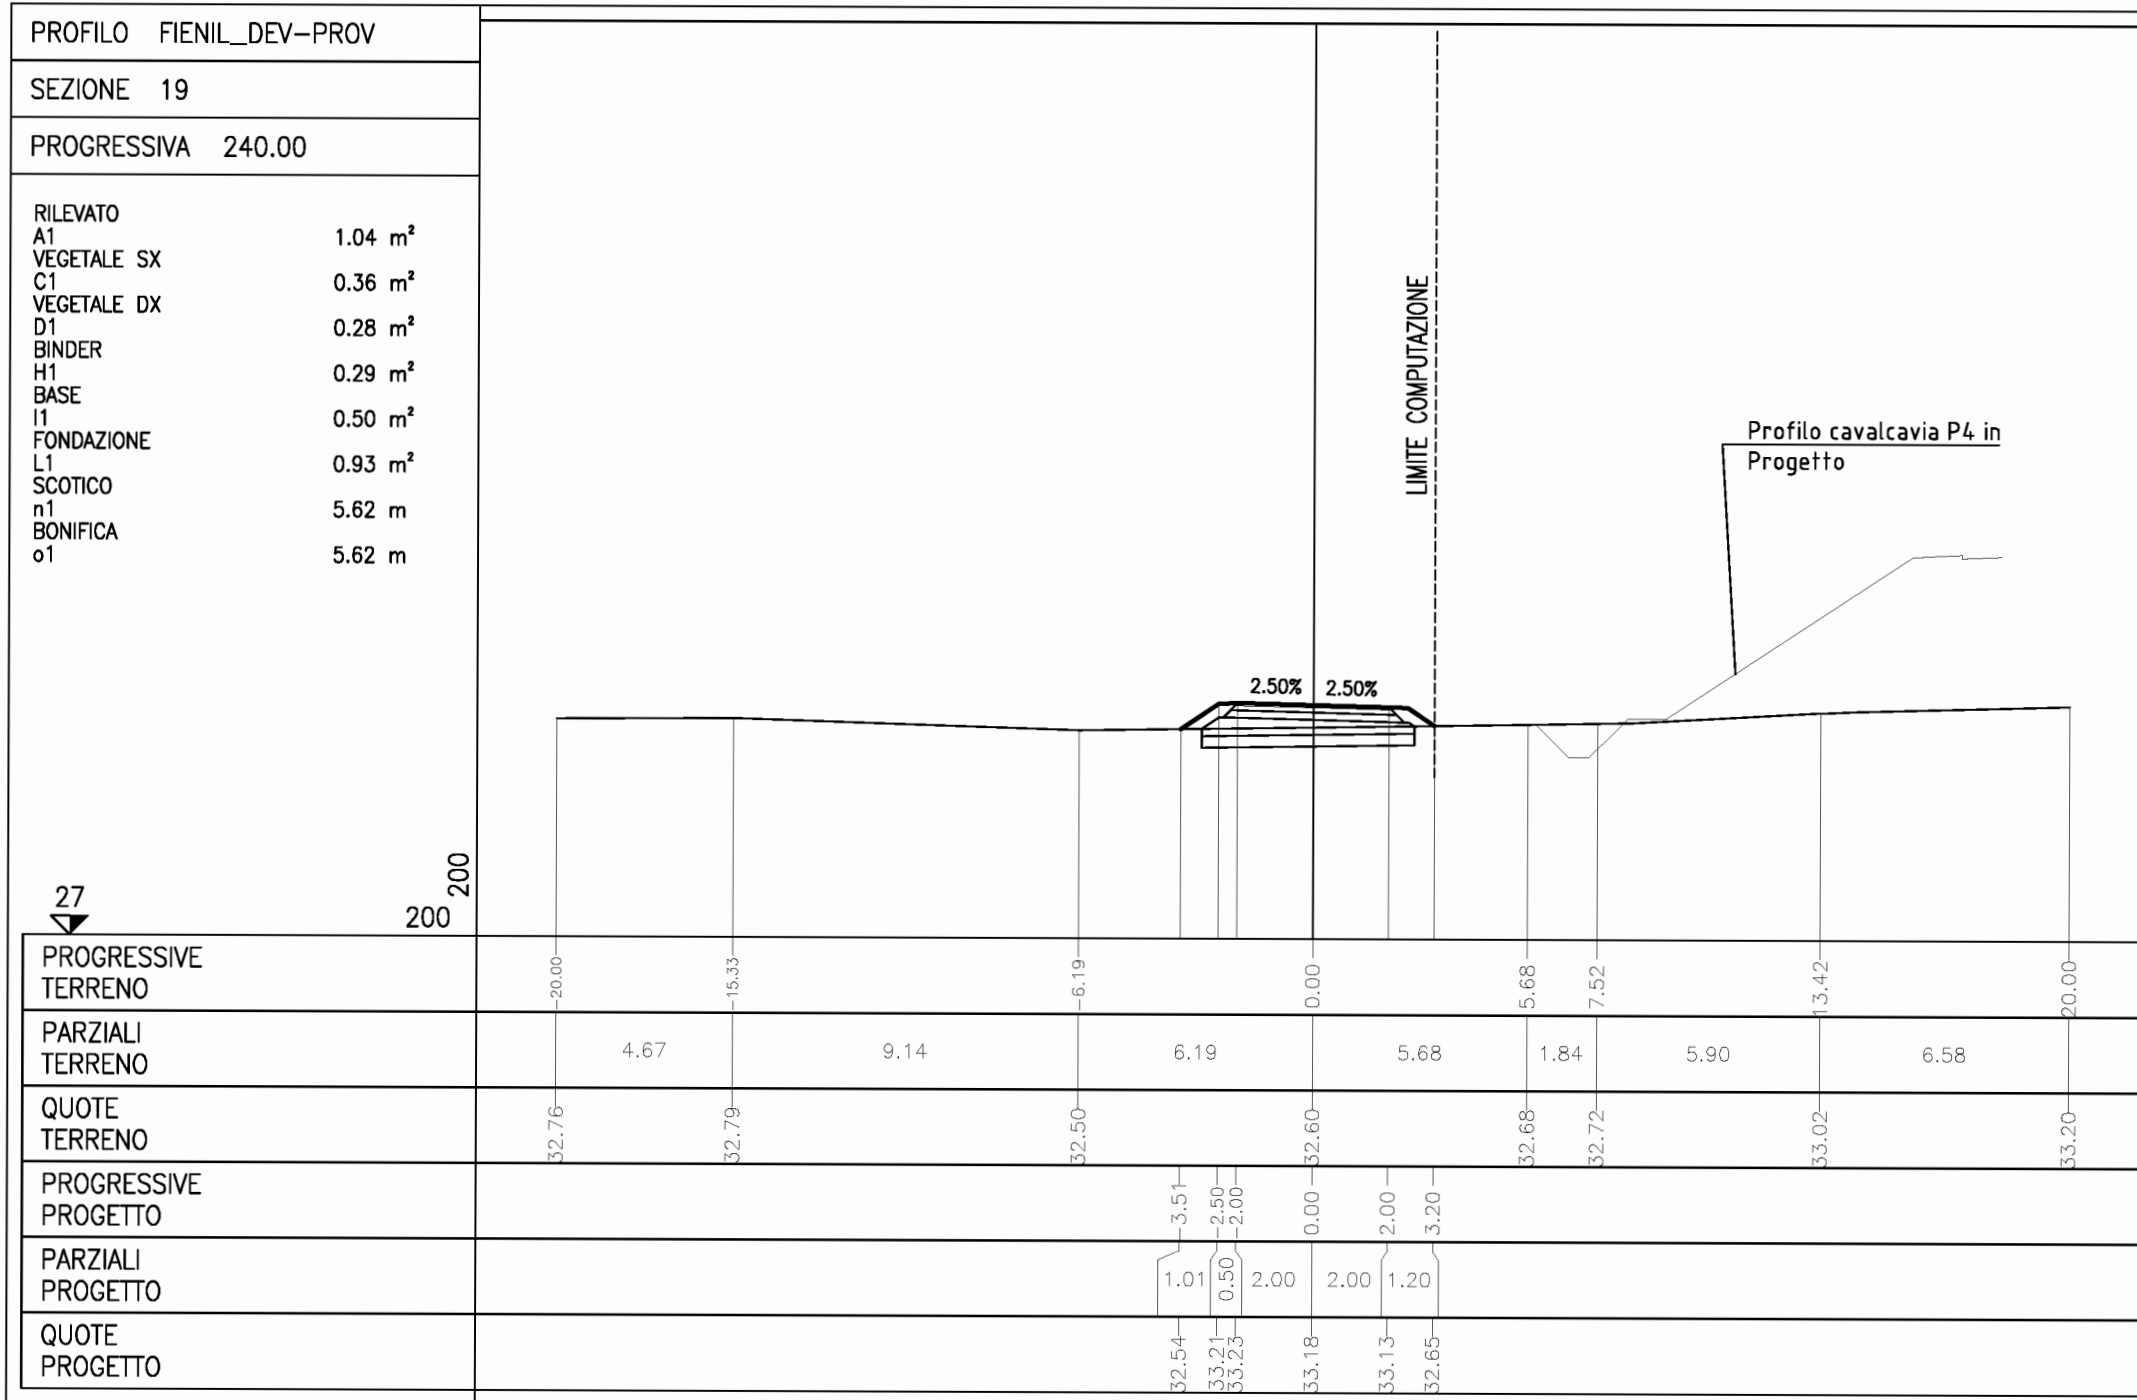 PROFILO FIENIL_DEV-PROV
SEZIONE 19
PROGRESSIVA 240.00
RILEVATO
A1 1.04 m²
VEGETALE SX
C1 0.36 m²
VEGETALE DX
D1 0.28 m²
BINDER
H1 0.29 m²
BASE
I1 0.50 m²
FONDAZIONE
L1 0.93 m²
SCOTICO
n1 5.62 m
BONIFICA
o1 5.62 m
LIMITE COMPUTAZIONE
Profilo cavalcavia P4 in
Progetto
2.50% 2.50%
27
200
200
PROGRESSIVE
TERRENO
-20.00 -15.33 -6.19 0.00 5.68 7.52 13.42 20.00
PARZIALI
TERRENO
4.67 9.14 6.19 5.68 1.84 5.90 6.58
QUOTE
TERRENO
32.76 32.79 32.50 32.60 32.68 32.72 33.02 33.20
PROGRESSIVE
PROGETTO
-3.51 -2.50 -2.00 0.00 2.00 3.20
PARZIALI
PROGETTO
1.01 0.50 2.00 2.00 1.20
QUOTE
PROGETTO
32.54 33.21 33.23 33.18 33.13 32.65